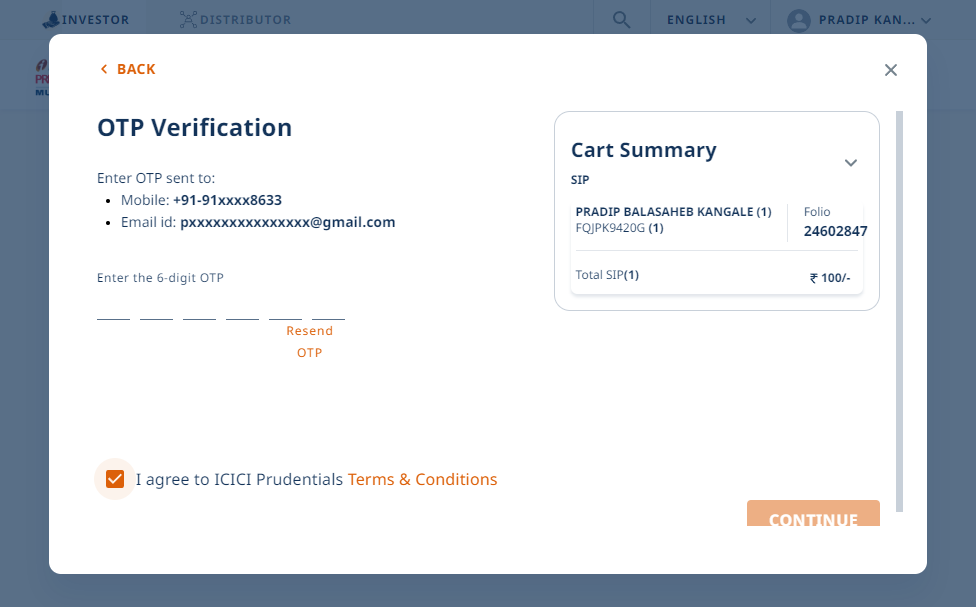 INVESTOR
DISTRIBUTOR
ENGLISH
PRADIP KAN...
BACK
OTP Verification
Enter OTP sent to:
• Mobile: +91-91xxxx8633
• Email id: pxxxxxxxxxxxxxxx@gmail.com
Enter the 6-digit OTP
Resend
OTP
Cart Summary
SIP
PRADIP BALASAHEB KANGALE (1)
FQJPK9420G (1)
Folio
24602847
Total SIP(1)
₹ 100/-
I agree to ICICI Prudentials Terms & Conditions
CONTINUE